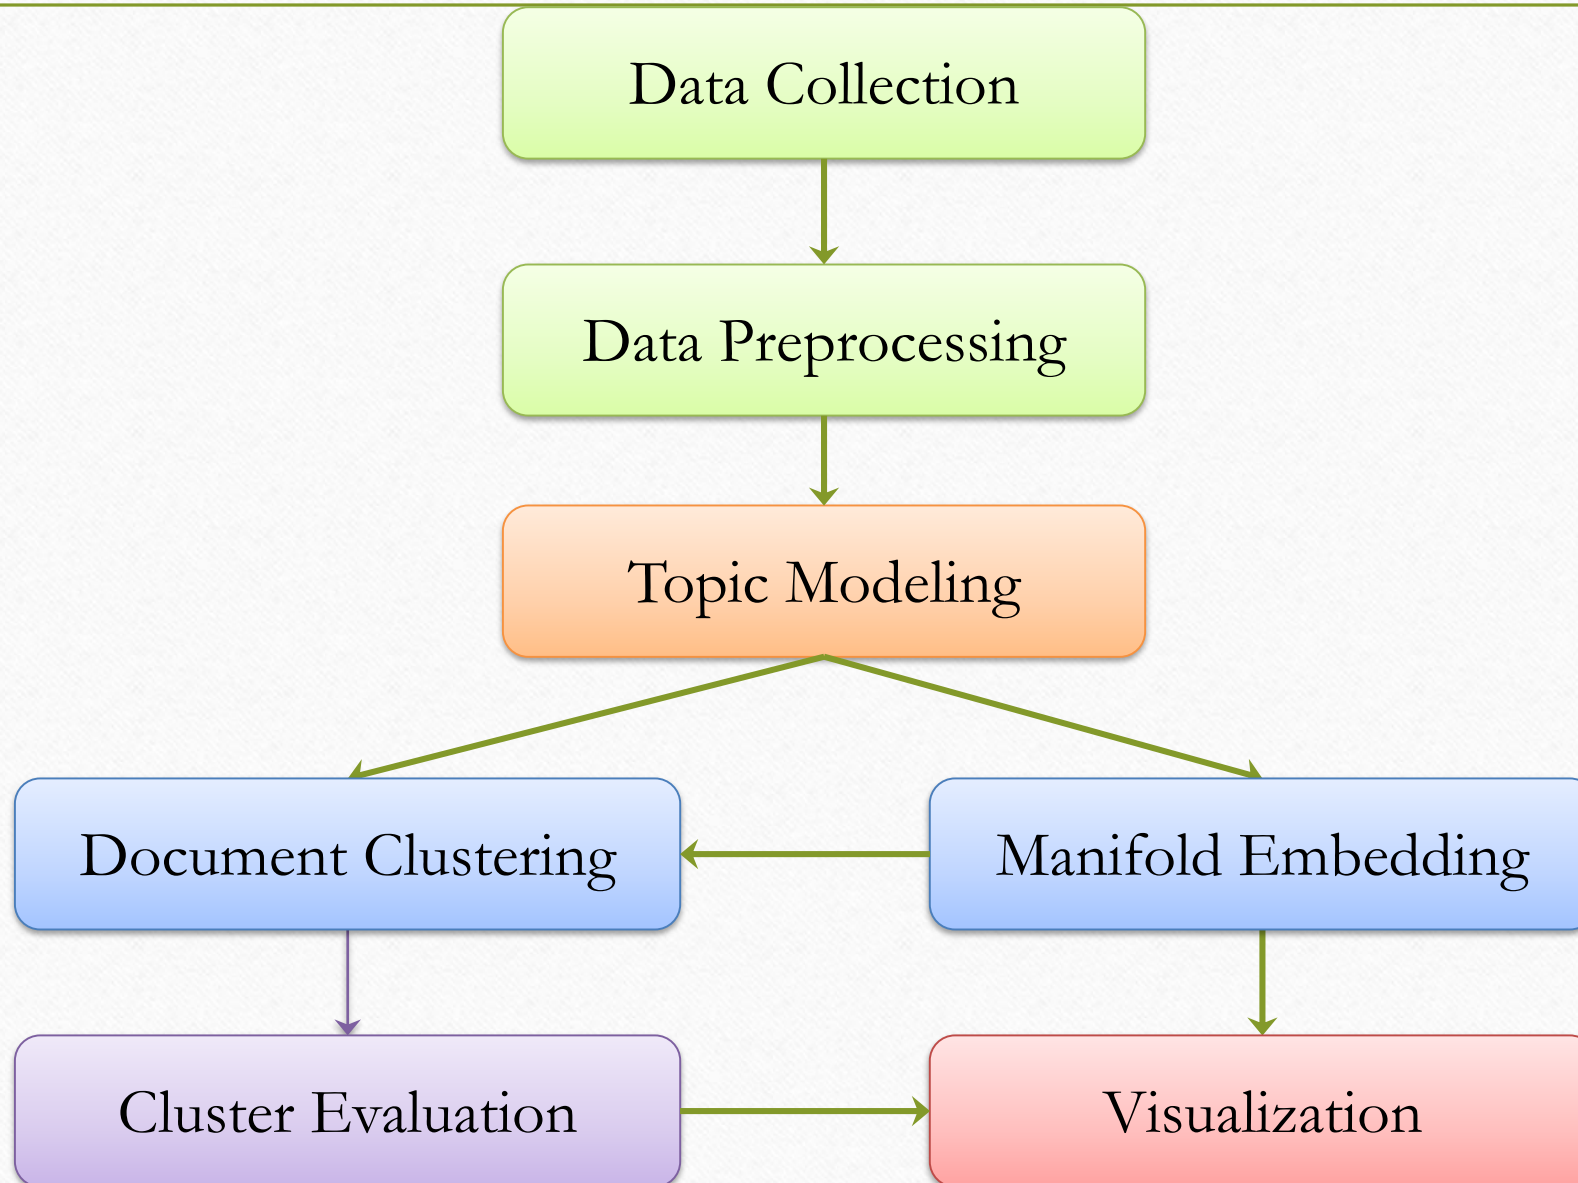 Data Collection
Data Preprocessing
Topic Modeling
Document Clustering
Manifold Embedding
Cluster Evaluation
Visualization